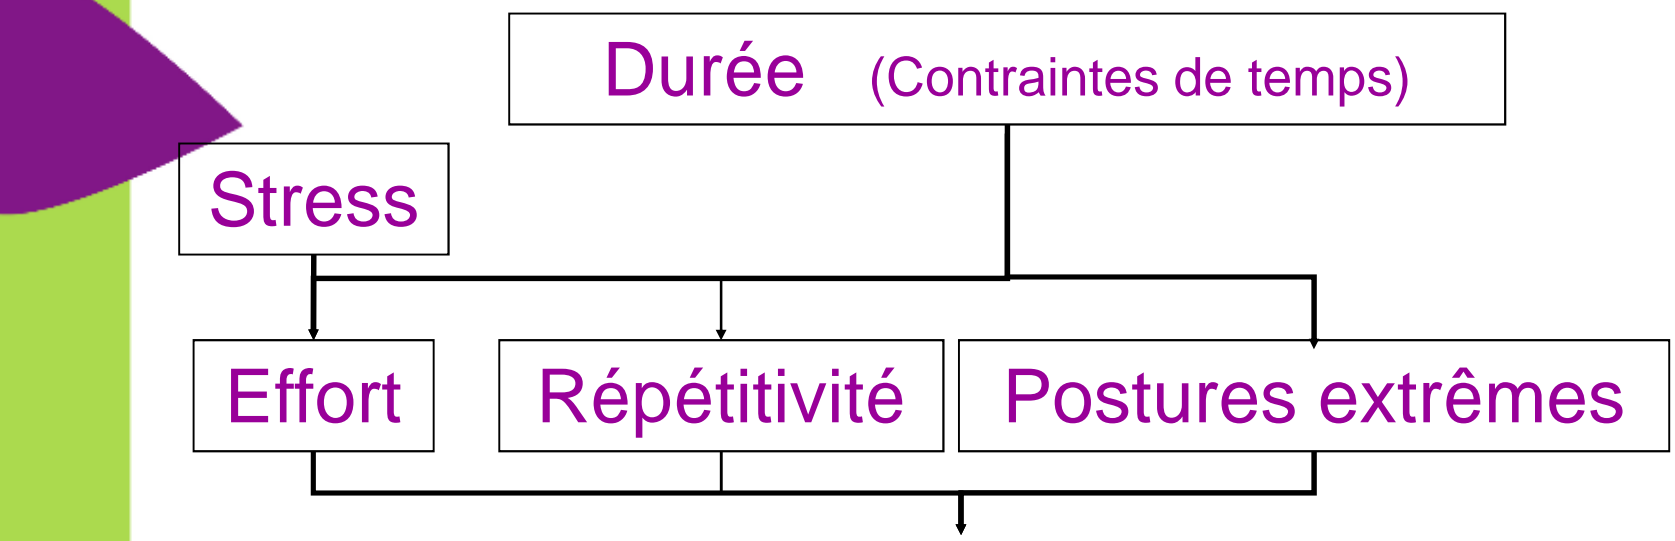 Durée (Contraintes de temps)
Stress
Effort
Répétitivité
Postures extrêmes